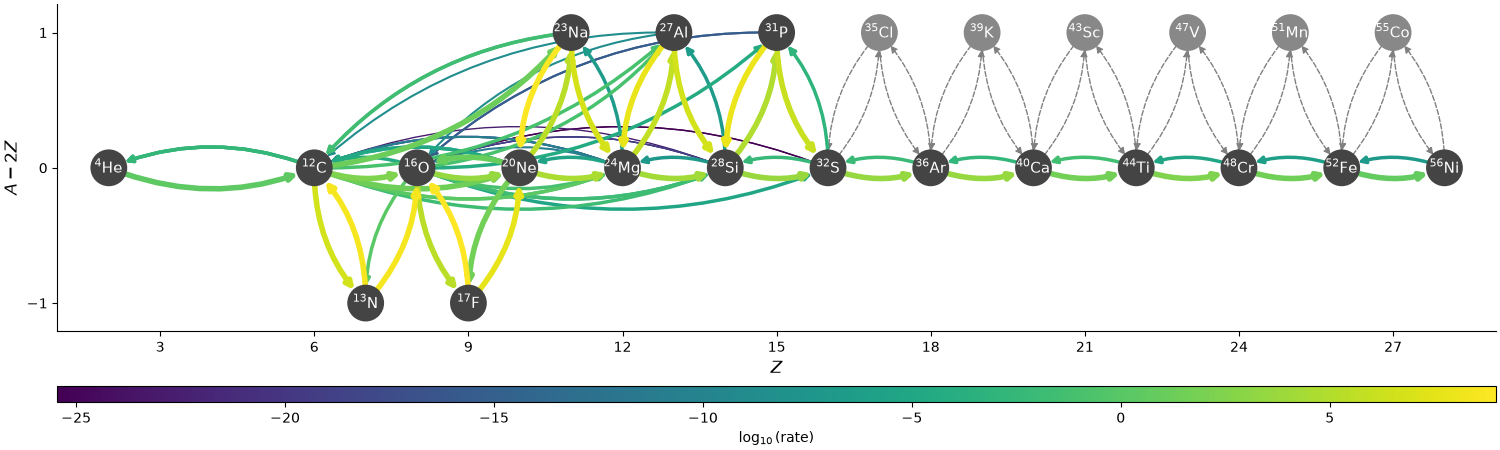 1
²³Na ²⁷Al ³¹P ³⁵Cl ³⁹K ⁴³Sc ⁴⁷V ⁵¹Mn ⁵⁵Co
A − 2Z
0
⁴He ¹²C ¹⁶O ²⁰Ne ²⁴Mg ²⁸Si ³²S ³⁶Ar ⁴⁰Ca ⁴⁴Ti ⁴⁸Cr ⁵²Fe ⁵⁶Ni
−1
¹³N ¹⁷F
3 6 9 12 15 18 21 24 27
Z
−25 −20 −15 −10 −5 0 5
log₁₀(rate)